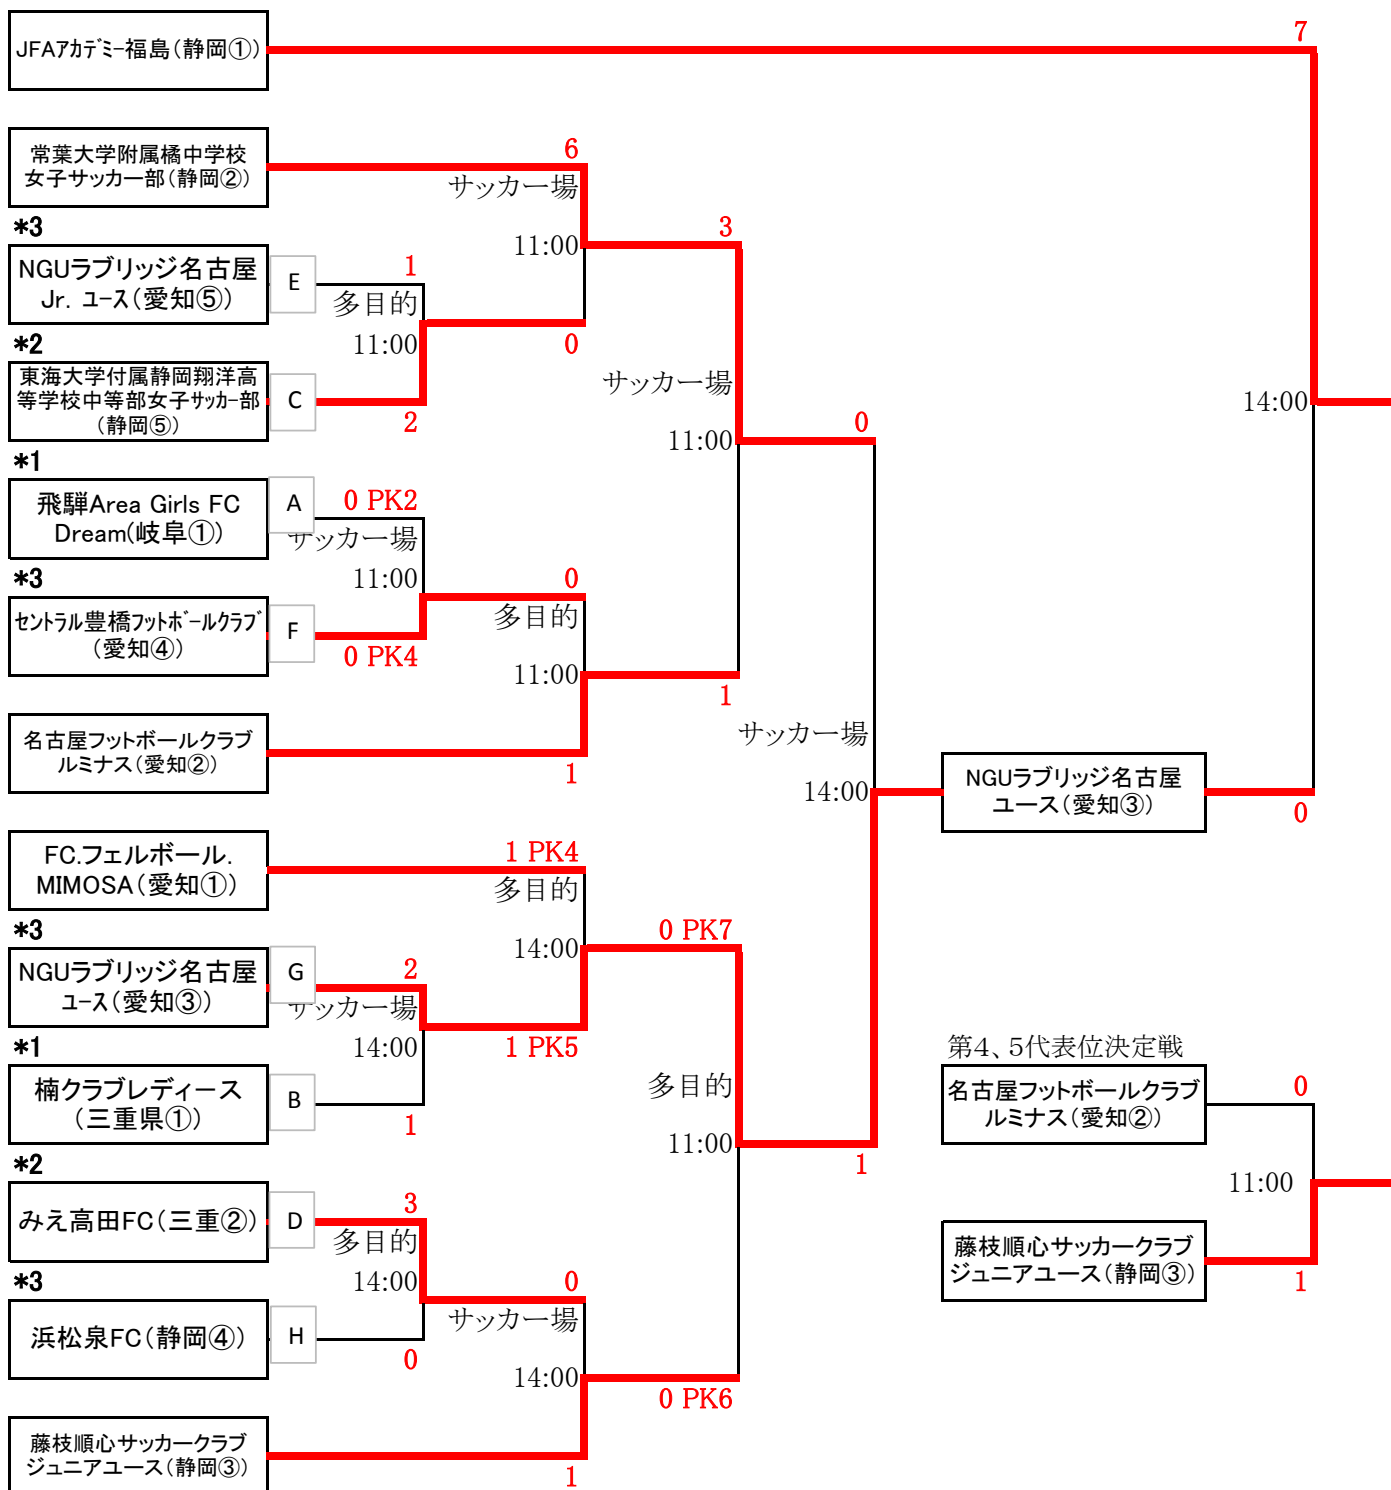 7
JFAアカデミー福島(静岡①)
6
常葉大学附属橘中学校
女子サッカー部(静岡②)
サッカー場
*3
3
11:00
NGUラブリッジ名古屋
Jr. ユース(愛知⑤)
E
1
多目的
*2
11:00
0
東海大学付属静岡翔洋高
等学校中等部女子サッカー部
(静岡⑤)
C
2
サッカー場
14:00
0
11:00
*1
飛騨Area Girls FC
Dream(岐阜①)
A
0 PK2
サッカー場
*3
11:00
0
セントラル豊橋フットボールクラブ
(愛知④)
F
多目的
0 PK4
11:00
1
名古屋フットボールクラブ
ルミナス(愛知②)
1
サッカー場
14:00
NGUラブリッジ名古屋
ユース(愛知③)
0
FC.フェルボール.
MIMOSA(愛知①)
1 PK4
多目的
*3
0 PK7
14:00
NGUラブリッジ名古屋
ユース(愛知③)
G
2
サッカー場
*1
14:00
1 PK5
第4、5代表位決定戦
楠クラブレディース
(三重県①)
B
1
多目的
11:00
1
名古屋フットボールクラブ
ルミナス(愛知②)
0
*2
みえ高田FC(三重②)
D
3
多目的
11:00
*3
14:00
0
藤枝順心サッカークラブ
ジュニアユース(静岡③)
1
浜松泉FC(静岡④)
H
0
サッカー場
14:00
0 PK6
藤枝順心サッカークラブ
ジュニアユース(静岡③)
1